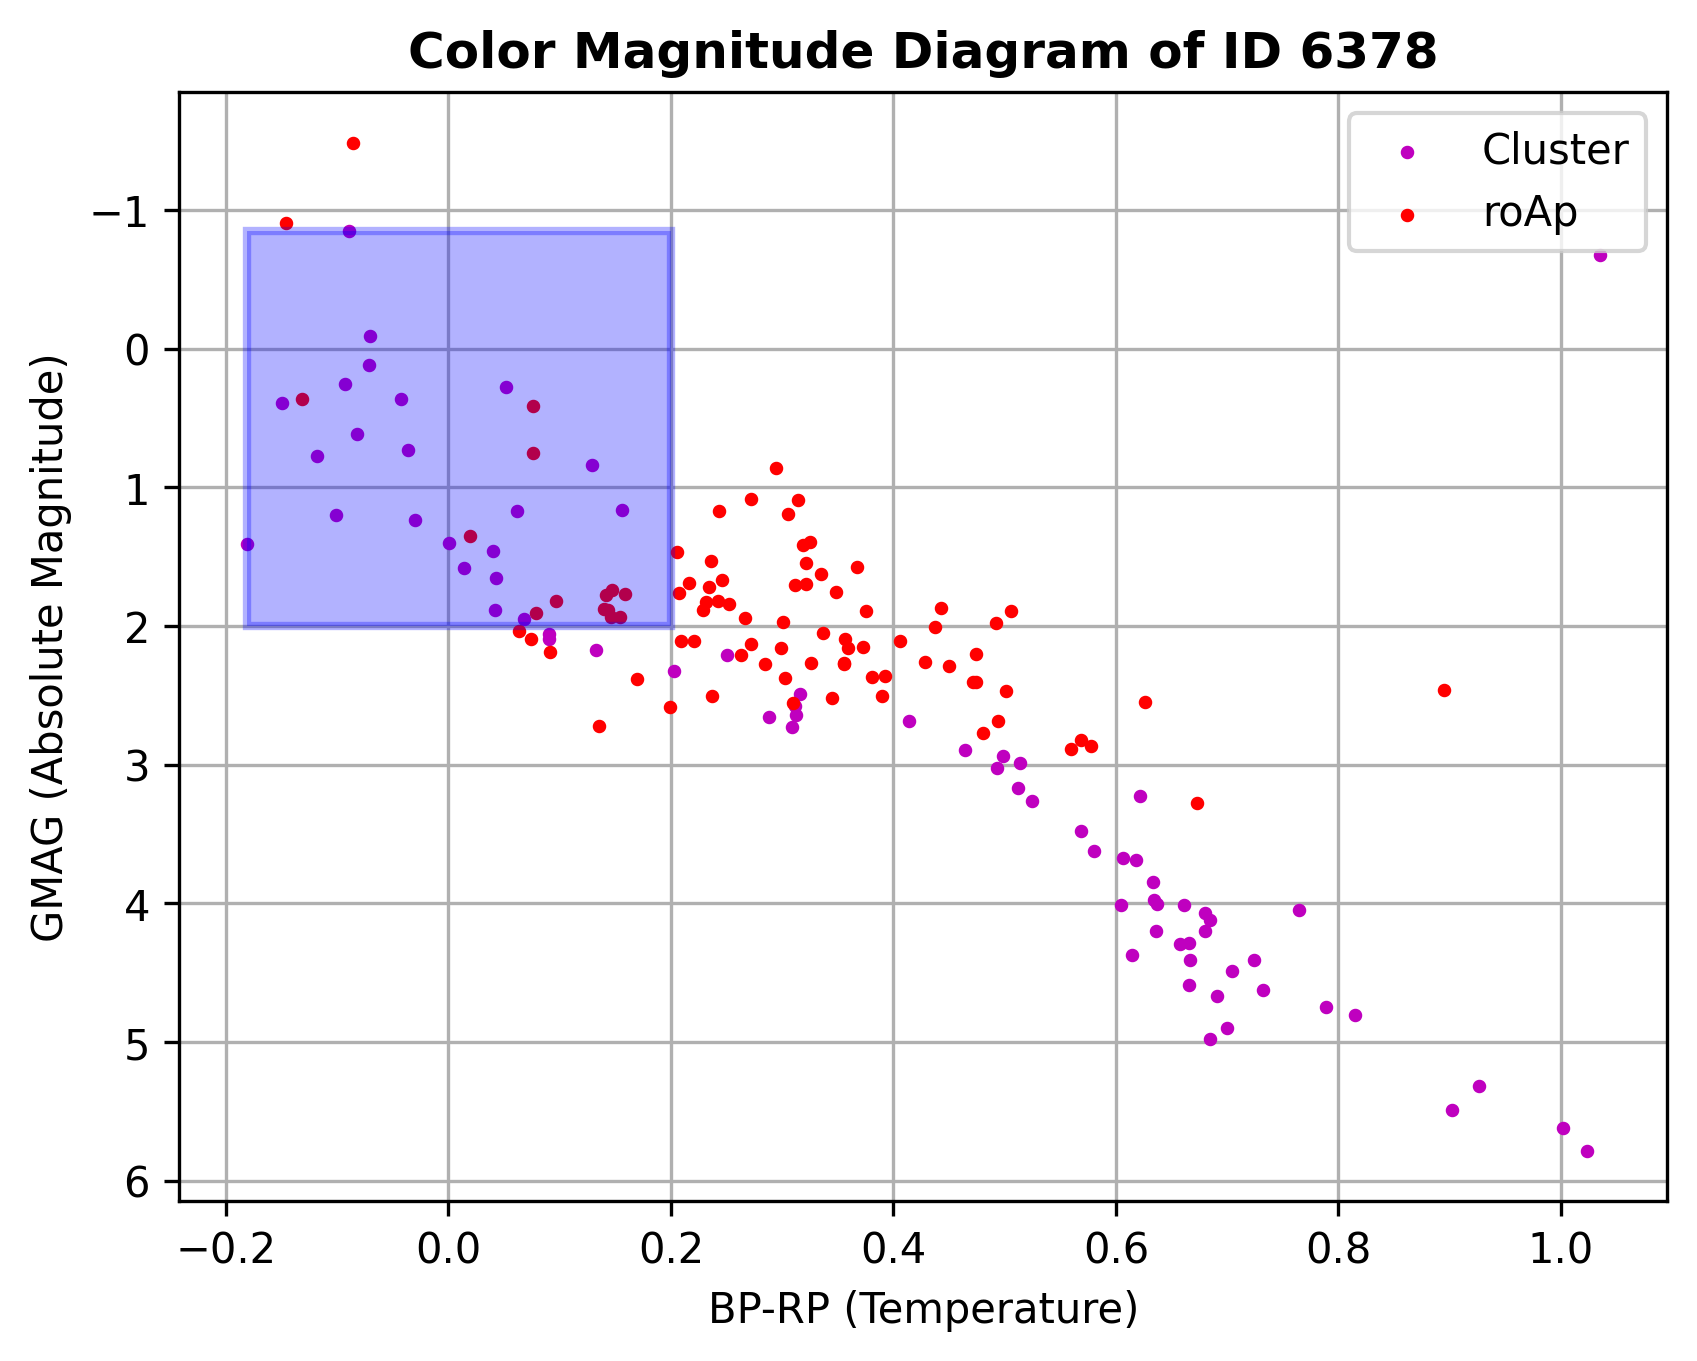 Color Magnitude Diagram of ID 6378
Cluster
roAp
−1
0
1
2
3
4
5
6
GMAG (Absolute Magnitude)
−0.2 0.0 0.2 0.4 0.6 0.8 1.0
BP-RP (Temperature)